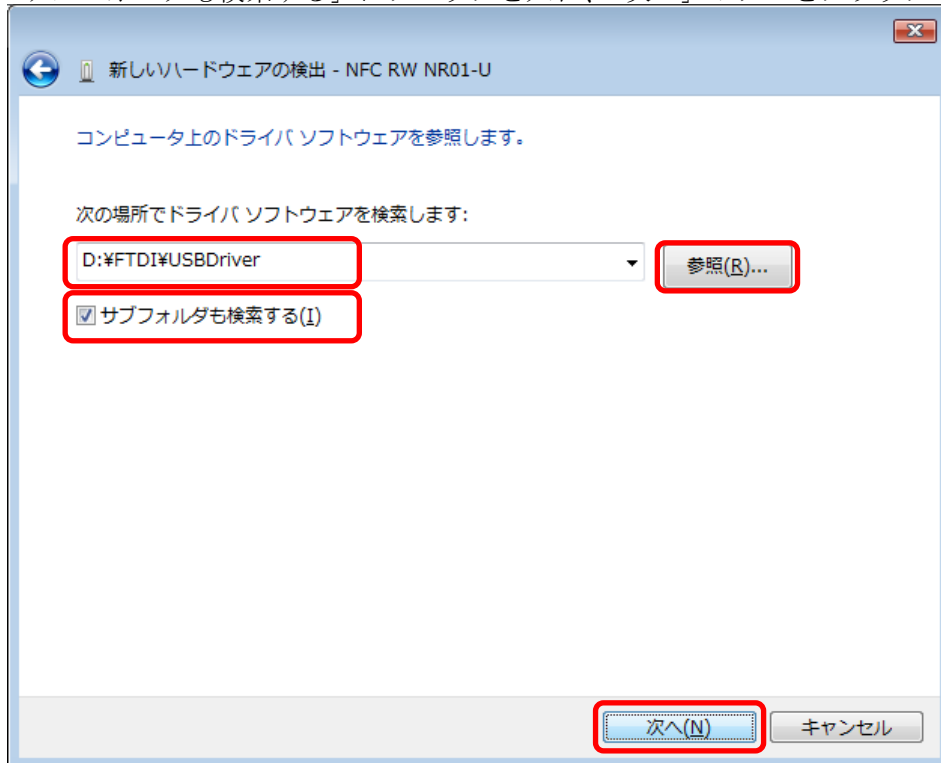 新しいハードウェアの検出 - NFC RW NR01-U
コンピュータ上のドライバ ソフトウェアを参照します。
次の場所でドライバ ソフトウェアを検索します:
D:¥FTDI¥USBDriver
参照(R)...
サブフォルダも検索する(I)
次へ(N)
キャンセル